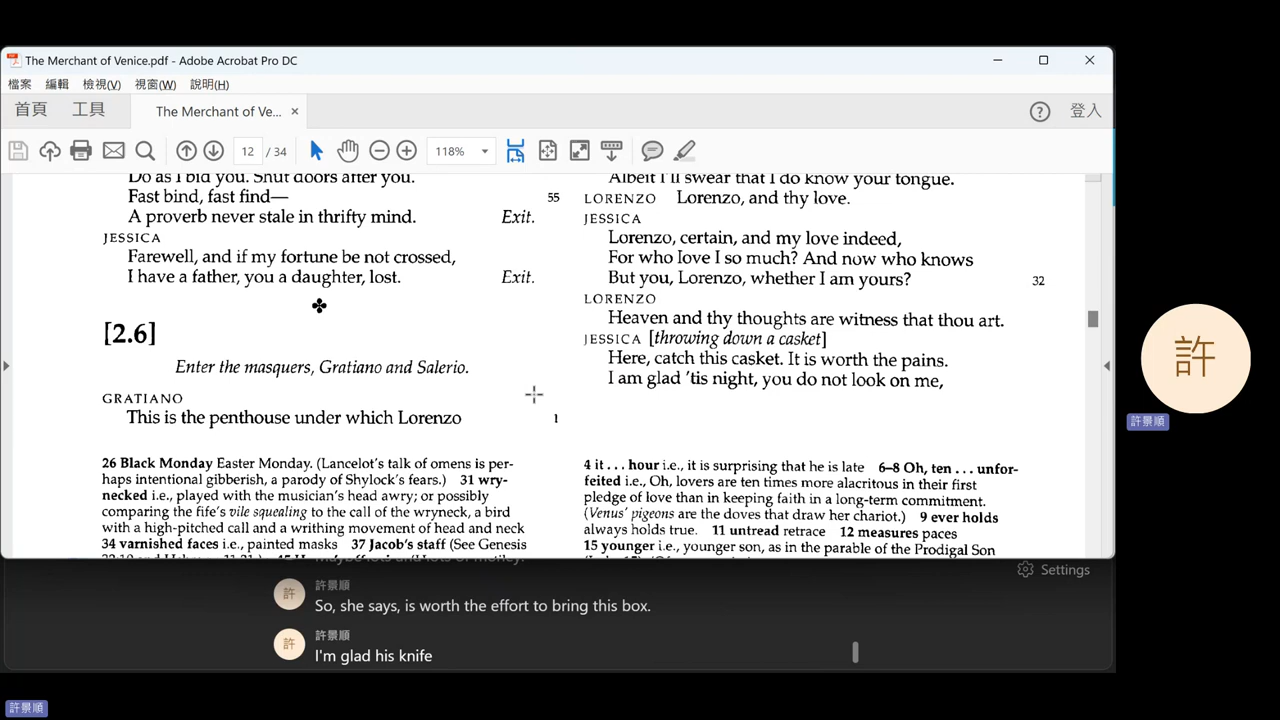 The Merchant of Venice.pdf - Adobe Acrobat Pro DC
檔案 編輯 檢視(V) 視窗(W) 說明(H)
首頁 工具 The Merchant of Ve... × ? 登入
12 / 34 118%
Do as I bid you. Shut doors after you.
Fast bind, fast find— 55
A proverb never stale in thrifty mind. Exit.
JESSICA
Farewell, and if my fortune be not crossed,
I have a father, you a daughter, lost. Exit.
[2.6]
Enter the masquers, Gratiano and Salerio.
GRATIANO
This is the penthouse under which Lorenzo 1
26 Black Monday Easter Monday. (Lancelot's talk of omens is per-
haps intentional gibberish, a parody of Shylock's fears.) 31 wry-
necked i.e., played with the musician's head awry; or possibly
comparing the fife's vile squealing to the call of the wryneck, a bird
with a high-pitched call and a writhing movement of head and neck
34 varnished faces i.e., painted masks 37 Jacob's staff (See Genesis
Albeit I'll swear that I do know your tongue.
LORENZO Lorenzo, and thy love.
JESSICA
Lorenzo, certain, and my love indeed,
For who love I so much? And now who knows
But you, Lorenzo, whether I am yours? 32
LORENZO
Heaven and thy thoughts are witness that thou art.
JESSICA [throwing down a casket]
Here, catch this casket. It is worth the pains.
I am glad 'tis night, you do not look on me,
4 it . . . hour i.e., it is surprising that he is late 6–8 Oh, ten . . . unfor-
feited i.e., Oh, lovers are ten times more alacritous in their first
pledge of love than in keeping faith in a long-term commitment.
(Venus' pigeons are the doves that draw her chariot.) 9 ever holds
always holds true. 11 untread retrace 12 measures paces
15 younger i.e., younger son, as in the parable of the Prodigal Son
Settings
許 許景順
So, she says, is worth the effort to bring this box.
許 許景順
I'm glad his knife
許
許景順
許景順